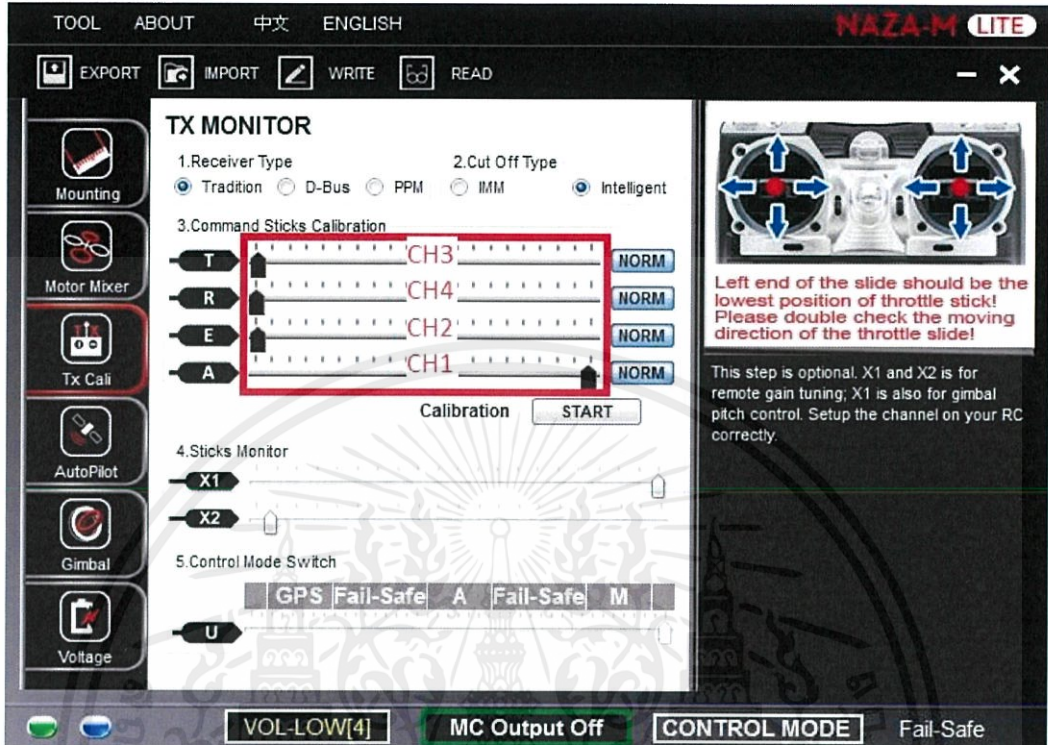 TOOL ABOUT 中文 ENGLISH NAZA-M LITE
EXPORT IMPORT WRITE READ
Mounting
Motor Mixer
Tx Cali
AutoPilot
Gimbal
Voltage
TX MONITOR
1.Receiver Type 2.Cut Off Type
Tradition D-Bus PPM IMM Intelligent
3.Command Sticks Calibration
T CH3 NORM
R CH4 NORM
E CH2 NORM
A CH1 NORM
Calibration START
4.Sticks Monitor
X1
X2
5.Control Mode Switch
GPS Fail-Safe A Fail-Safe M
U
Left end of the slide should be the
lowest position of throttle stick!
Please double check the moving
direction of the throttle slide!
This step is optional. X1 and X2 is for
remote gain tuning; X1 is also for gimbal
pitch control. Setup the channel on your RC
correctly.
VOL-LOW[4] MC Output Off CONTROL MODE Fail-Safe